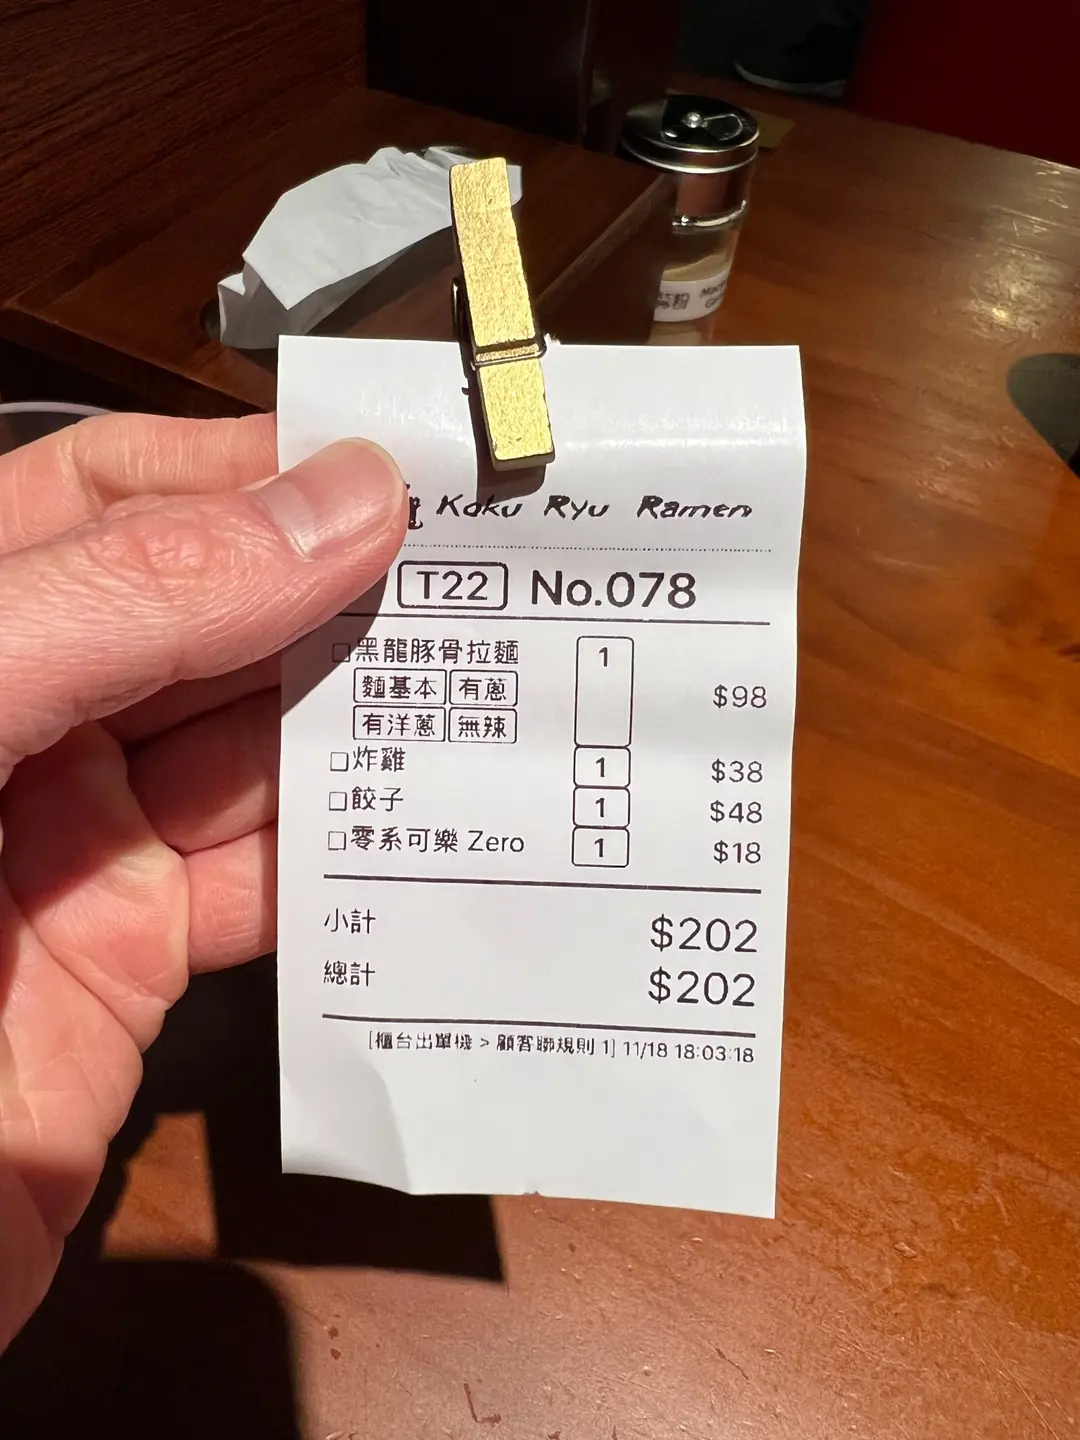 Koku Ryu Ramen
T22 No.078
□黑龍豚骨拉麵 1 $98
麵基本 有蔥
有洋蔥 無辣
□炸雞 1 $38
□餃子 1 $48
□零系可樂 Zero 1 $18
小計 $202
總計 $202
[櫃台出單機 > 顧客聯規則 1] 11/18 18:03:18